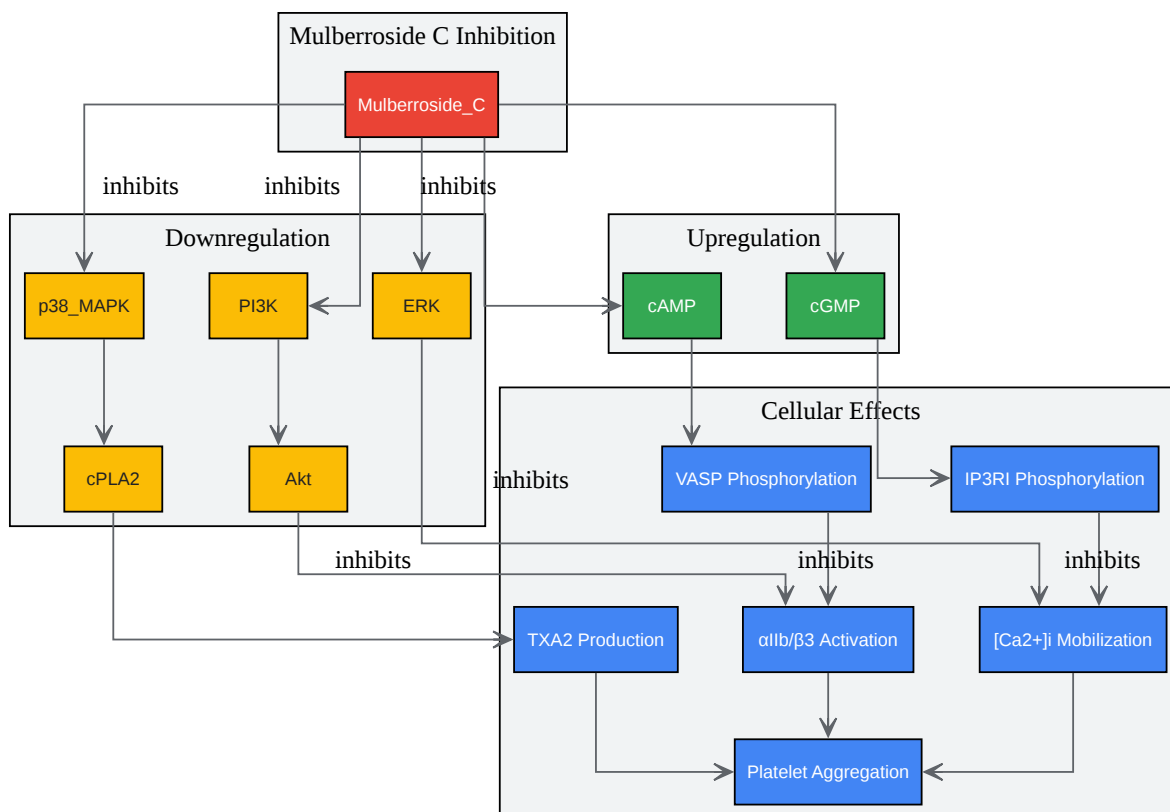 Mulberroside C Inhibition
Mulberroside_C
inhibits
inhibits
inhibits
Downregulation
Upregulation
p38_MAPK
PI3K
ERK
cAMP
cGMP
Cellular Effects
cPLA2
Akt
inhibits
VASP Phosphorylation
IP3RI Phosphorylation
inhibits
inhibits
inhibits
TXA2 Production
αIIb/β3 Activation
[Ca2+]i Mobilization
Platelet Aggregation